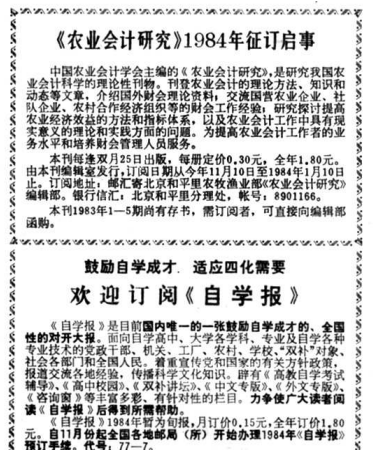 《农业会计研究》1984年征订启事
中国农业会计学会主编的《农业会计研究》,是研究我国农
业会计科学的理论性刊物。刊登农业会计的理论方法、知识和
动态等文章,介绍国外财会理论资料;交流国营农业企业、社
队企业、农村合作经济组织等的财会工作经验;研究探讨提高
农业经济效益的方法和指标体系,以及农业会计工作中具有现
实意义的理论和实践方面的问题。为提高农业会计工作者的业
务水平和培养财会管理人员服务。
本刊每逢双月25日出版,每册定价0.30元,全年1.80元。
由本刊编辑室发行,订阅日期从今年11月10日至1984年1月10日
止。订阅地址:邮汇寄北京和平里农牧渔业部《农业会计研究》
编辑部。银行信汇:北京和平里分理处,帐号:8901166。
本刊1983年1—5期尚有存书,需订阅者,可直接向编辑部
函购。
鼓励自学成才 适应四化需要
欢迎订阅《自学报》
《自学报》是目前国内唯一的一张鼓励自学成才的、全国
性的对开大报。面向自学高中、大学各学科、专业及自学各种
专业技术的党政干部、机关、工厂、农村、学校、"双补"对象、
社会各部门和全国人民。着重宣传党和国家的有关方针政策,
报道交流各地经验,传播科学文化知识。辟有《高教自学考试
辅导》、《高中校园》、《双补讲坛》、《中文专版》、《外文专版》、
《咨询窗》等丰富多彩、有针对性的栏目。力争使广大读者阅
读《自学报》后得到所需帮助。
《自学报》1984年暂为旬报,月订价0.15元,全年订价1.80
元。自11月份起全国各地邮局(所)开始办理1984年《自学报》
预订手续。代号:77—7。